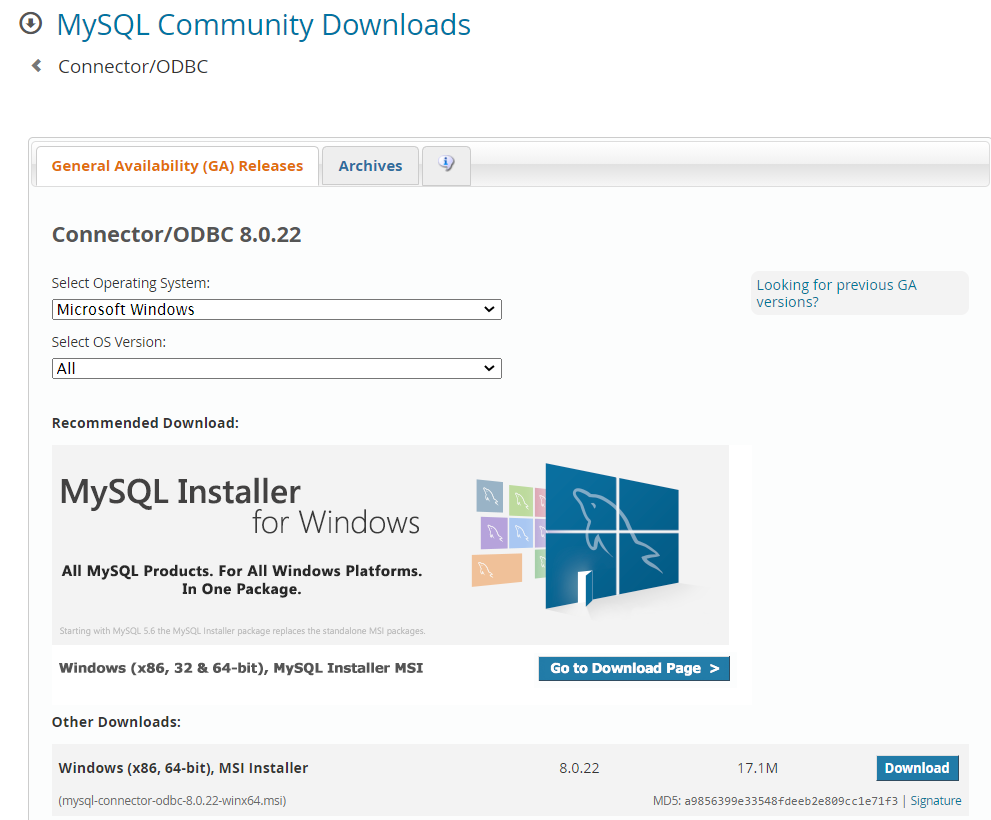 MySQL Community Downloads
Connector/ODBC
General Availability (GA) Releases
Archives
Connector/ODBC 8.0.22
Select Operating System:
Microsoft Windows
Looking for previous GA
versions?
Select OS Version:
All
Recommended Download:
MySQL Installer
for Windows
All MySQL Products. For All Windows Platforms.
In One Package.
Starting with MySQL 5.6 the MySQL Installer package replaces the standalone MSI packages.
Windows (x86, 32 & 64-bit), MySQL Installer MSI
Go to Download Page >
Other Downloads:
Windows (x86, 64-bit), MSI Installer 8.0.22 17.1M Download
(mysql-connector-odbc-8.0.22-winx64.msi) MD5: a9856399e33548fdeeb2e809cc1e71f3 | Signature